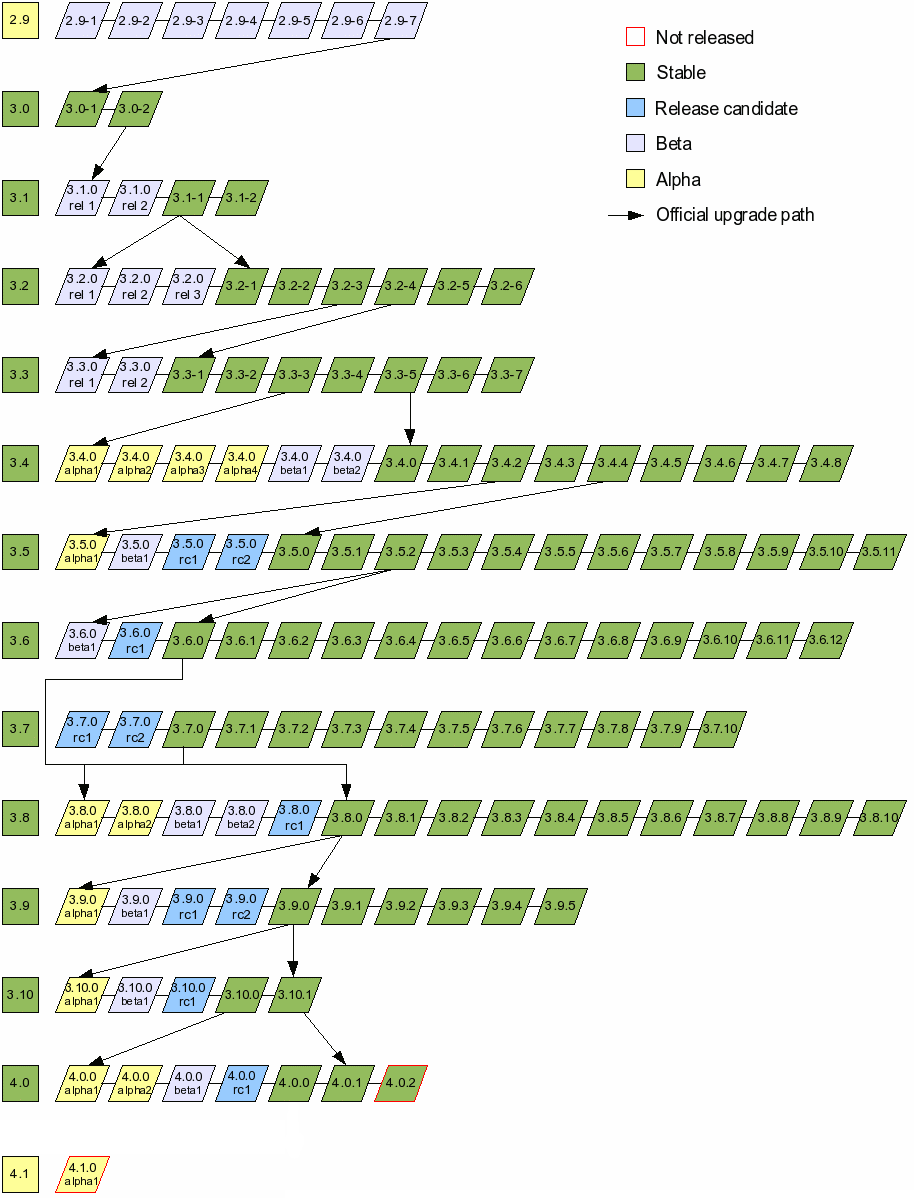 2.9 2.9-1 2.9-2 2.9-3 2.9-4 2.9-5 2.9-6 2.9-7
Not released
Stable
Release candidate
Beta
Alpha
Official upgrade path
3.0 3.0-1 3.0-2
3.1 3.1.0 rel 1 3.1.0 rel 2 3.1-1 3.1-2
3.2 3.2.0 rel 1 3.2.0 rel 2 3.2.0 rel 3 3.2-1 3.2-2 3.2-3 3.2-4 3.2-5 3.2-6
3.3 3.3.0 rel 1 3.3.0 rel 2 3.3-1 3.3-2 3.3-3 3.3-4 3.3-5 3.3-6 3.3-7
3.4 3.4.0 alpha1 3.4.0 alpha2 3.4.0 alpha3 3.4.0 alpha4 3.4.0 beta1 3.4.0 beta2 3.4.0 3.4.1 3.4.2 3.4.3 3.4.4 3.4.5 3.4.6 3.4.7 3.4.8
3.5 3.5.0 alpha1 3.5.0 beta1 3.5.0 rc1 3.5.0 rc2 3.5.0 3.5.1 3.5.2 3.5.3 3.5.4 3.5.5 3.5.6 3.5.7 3.5.8 3.5.9 3.5.10 3.5.11
3.6 3.6.0 beta1 3.6.0 rc1 3.6.0 3.6.1 3.6.2 3.6.3 3.6.4 3.6.5 3.6.6 3.6.7 3.6.8 3.6.9 3.6.10 3.6.11 3.6.12
3.7 3.7.0 rc1 3.7.0 rc2 3.7.0 3.7.1 3.7.2 3.7.3 3.7.4 3.7.5 3.7.6 3.7.7 3.7.8 3.7.9 3.7.10
3.8 3.8.0 alpha1 3.8.0 alpha2 3.8.0 beta1 3.8.0 beta2 3.8.0 rc1 3.8.0 3.8.1 3.8.2 3.8.3 3.8.4 3.8.5 3.8.6 3.8.7 3.8.8 3.8.9 3.8.10
3.9 3.9.0 alpha1 3.9.0 beta1 3.9.0 rc1 3.9.0 rc2 3.9.0 3.9.1 3.9.2 3.9.3 3.9.4 3.9.5
3.10 3.10.0 alpha1 3.10.0 beta1 3.10.0 rc1 3.10.0 3.10.1
4.0 4.0.0 alpha1 4.0.0 alpha2 4.0.0 beta1 4.0.0 rc1 4.0.0 4.0.1 4.0.2
4.1 4.1.0 alpha1